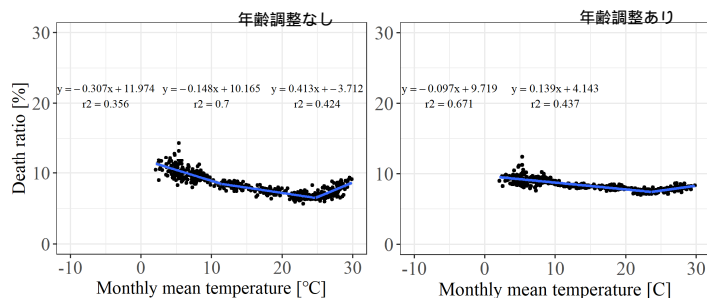 年齢調整なし
年齢調整あり
y = −0.307x + 11.974
y = −0.148x + 10.165
y = 0.413x + −3.712
r2 = 0.356
r2 = 0.7
r2 = 0.424
y = −0.097x + 9.719
y = 0.139x + 4.143
r2 = 0.671
r2 = 0.437
Death ratio [%]
30
20
10
0
-10
0
10
20
30
Monthly mean temperature [℃]
30
20
10
0
-10
0
10
20
30
Monthly mean temperature [C]